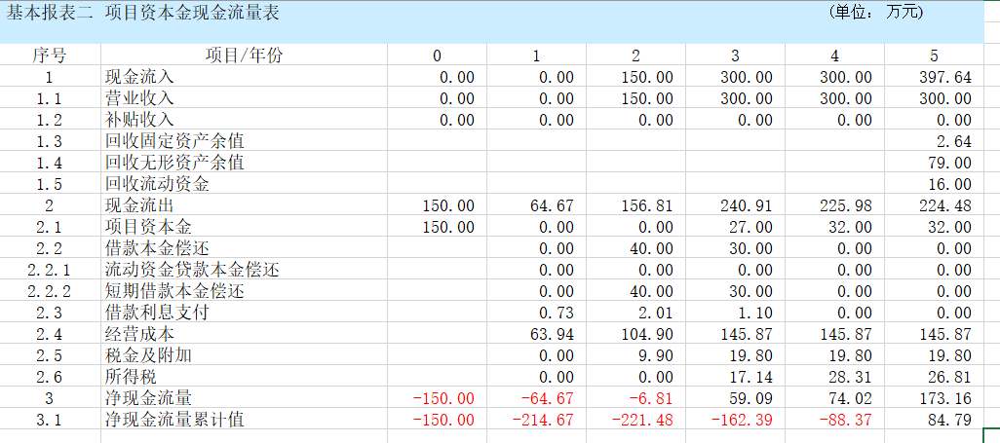 基本报表二 项目资本金现金流量表 (单位: 万元)
序号 项目/年份 0 1 2 3 4 5
1 现金流入 0.00 0.00 150.00 300.00 300.00 397.64
1.1 营业收入 0.00 0.00 150.00 300.00 300.00 300.00
1.2 补贴收入 0.00 0.00 0.00 0.00 0.00 0.00
1.3 回收固定资产余值 2.64
1.4 回收无形资产余值 79.00
1.5 回收流动资金 16.00
2 现金流出 150.00 64.67 156.81 240.91 225.98 224.48
2.1 项目资本金 150.00 0.00 0.00 27.00 32.00 32.00
2.2 借款本金偿还 0.00 40.00 30.00 0.00 0.00
2.2.1 流动资金贷款本金偿还 0.00 0.00 0.00 0.00 0.00
2.2.2 短期借款本金偿还 0.00 40.00 30.00 0.00 0.00
2.3 借款利息支付 0.73 2.01 1.10 0.00 0.00
2.4 经营成本 63.94 104.90 145.87 145.87 145.87
2.5 税金及附加 0.00 9.90 19.80 19.80 19.80
2.6 所得税 0.00 0.00 17.14 28.31 26.81
3 净现金流量 -150.00 -64.67 -6.81 59.09 74.02 173.16
3.1 净现金流量累计值 -150.00 -214.67 -221.48 -162.39 -88.37 84.79